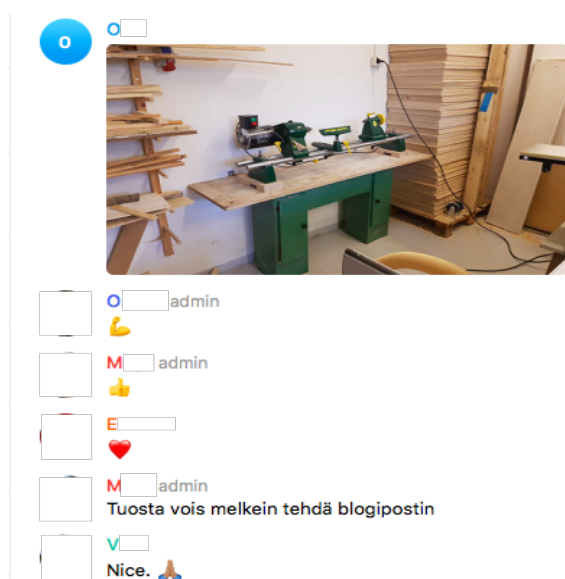 O
O
O admin
💪
M admin
👍
E
❤️
M admin
Tuosta vois melkein tehdä blogipostin
V
Nice. 🙏🏽